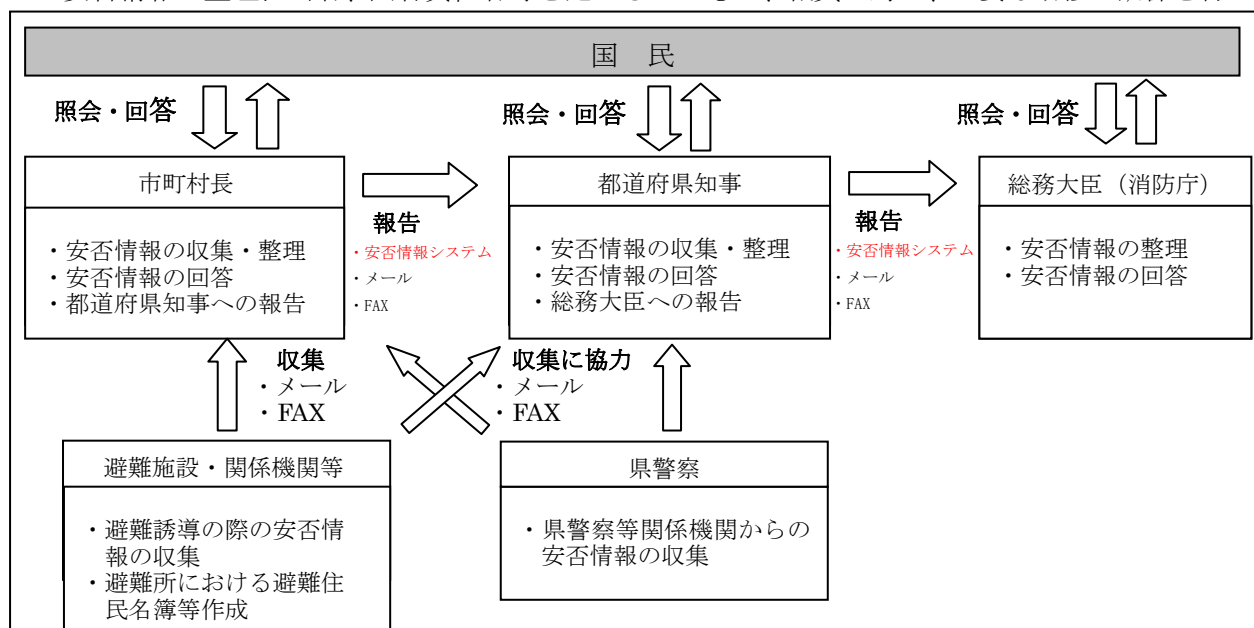 国　民
照会・回答
照会・回答
照会・回答
市町村長
・安否情報の収集・整理
・安否情報の回答
・都道府県知事への報告
報告
・安否情報システム
・メール
・FAX
都道府県知事
・安否情報の収集・整理
・安否情報の回答
・総務大臣への報告
報告
・安否情報システム
・メール
・FAX
総務大臣（消防庁）
・安否情報の整理
・安否情報の回答
収集
・メール
・FAX
収集に協力
・メール
・FAX
避難施設・関係機関等
・避難誘導の際の安否情
報の収集
・避難所における避難住
民名簿等作成
県警察
・県警察等関係機関からの
安否情報の収集